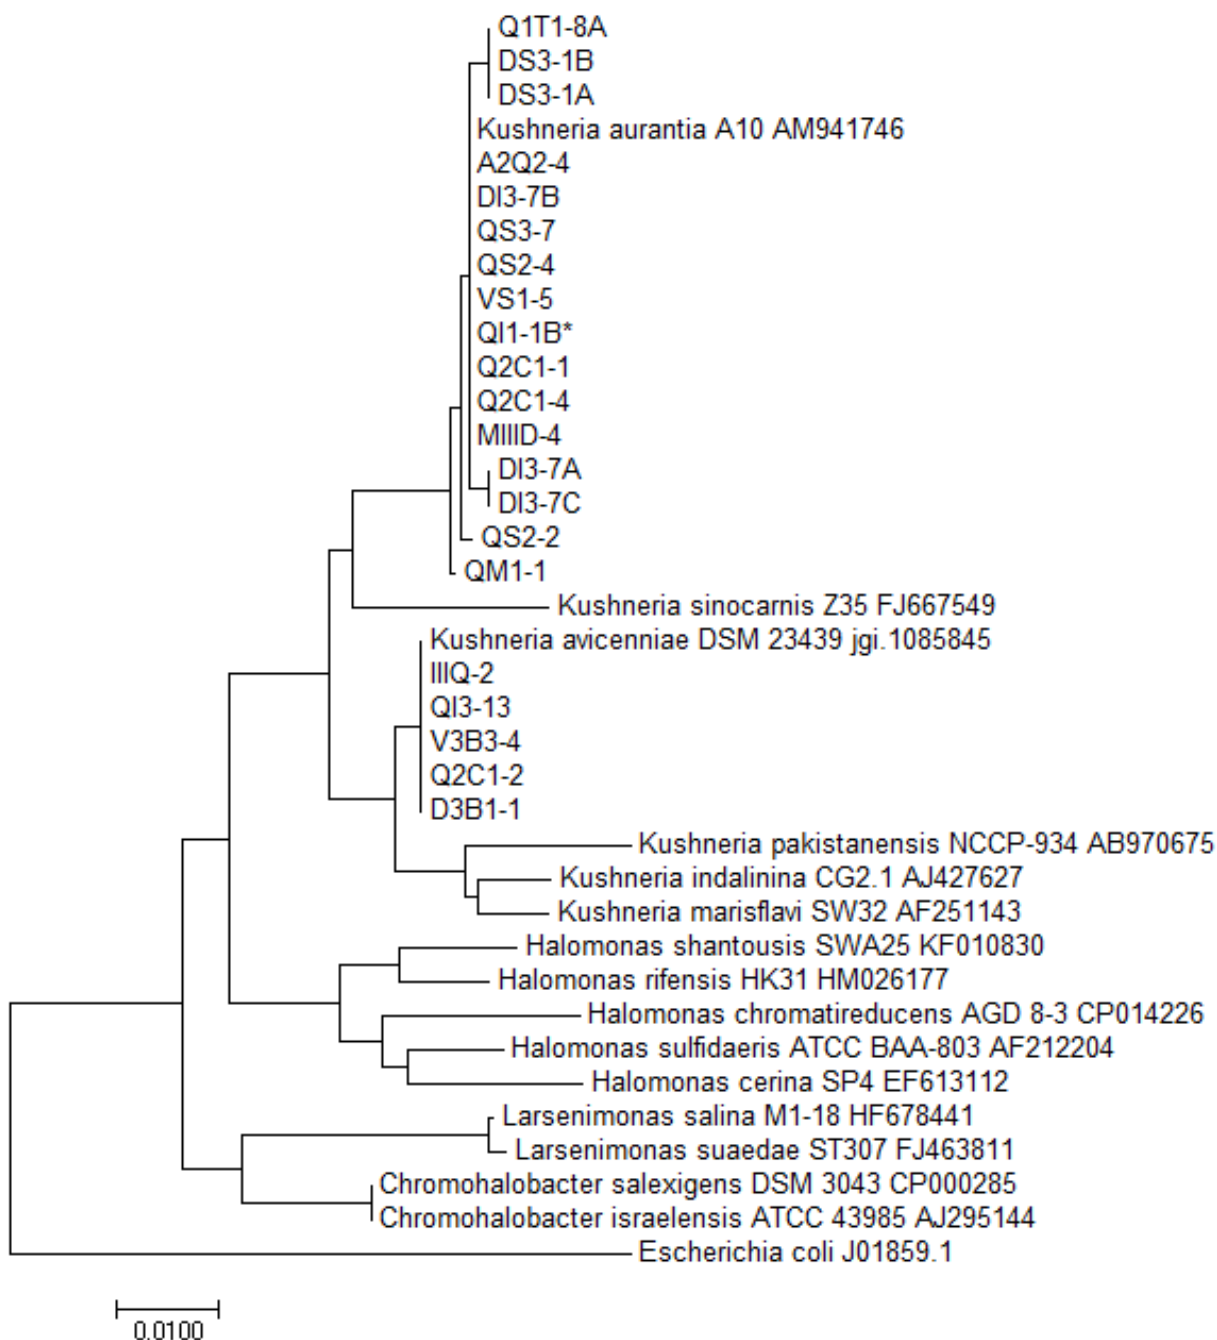 Q1T1-8A
DS3-1B
DS3-1A
Kushneria aurantia A10 AM941746
A2Q2-4
DI3-7B
QS3-7
QS2-4
VS1-5
QI1-1B*
Q2C1-1
Q2C1-4
MIIID-4
DI3-7A
DI3-7C
QS2-2
QM1-1
Kushneria sinocarnis Z35 FJ667549
Kushneria avicenniae DSM 23439 jgi.1085845
IIIQ-2
QI3-13
V3B3-4
Q2C1-2
D3B1-1
Kushneria pakistanensis NCCP-934 AB970675
Kushneria indalinina CG2.1 AJ427627
Kushneria marisflavi SW32 AF251143
Halomonas shantousis SWA25 KF010830
Halomonas rifensis HK31 HM026177
Halomonas chromatireducens AGD 8-3 CP014226
Halomonas sulfidaeris ATCC BAA-803 AF212204
Halomonas cerina SP4 EF613112
Larsenimonas salina M1-18 HF678441
Larsenimonas suaedae ST307 FJ463811
Chromohalobacter salexigens DSM 3043 CP000285
Chromohalobacter israelensis ATCC 43985 AJ295144
Escherichia coli J01859.1
0.0100